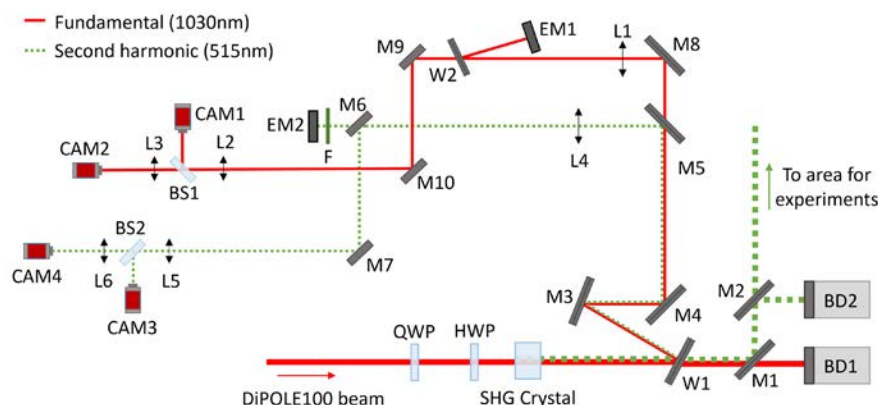 Fundamental (1030nm)
Second harmonic (515nm)
M9
W2
EM1
L1
M8
CAM1
EM2
M6
F
L4
M5
CAM2
L3
L2
BS1
M10
To area for
experiments
BS2
CAM4
L6
L5
M7
CAM3
M3
M4
M2
BD2
QWP
HWP
W1
M1
BD1
DiPOLE100 beam
SHG Crystal